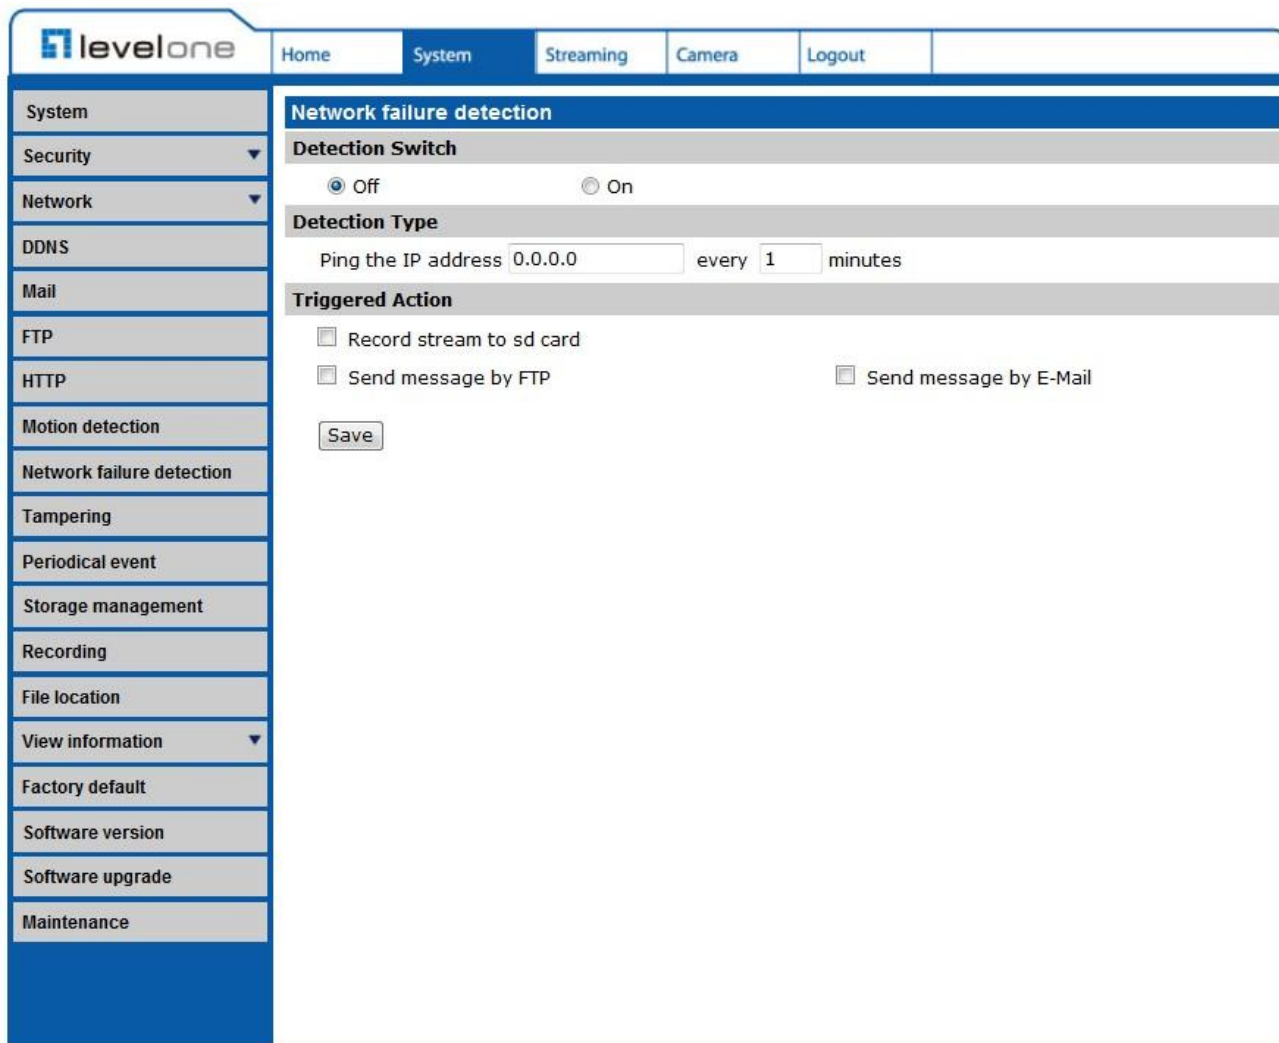 levelone
Home System Streaming Camera Logout
System
Security
Network
DDNS
Mail
FTP
HTTP
Motion detection
Network failure detection
Tampering
Periodical event
Storage management
Recording
File location
View information
Factory default
Software version
Software upgrade
Maintenance
Network failure detection
Detection Switch
Off On
Detection Type
Ping the IP address 0.0.0.0 every 1 minutes
Triggered Action
Record stream to sd card
Send message by FTP Send message by E-Mail
Save